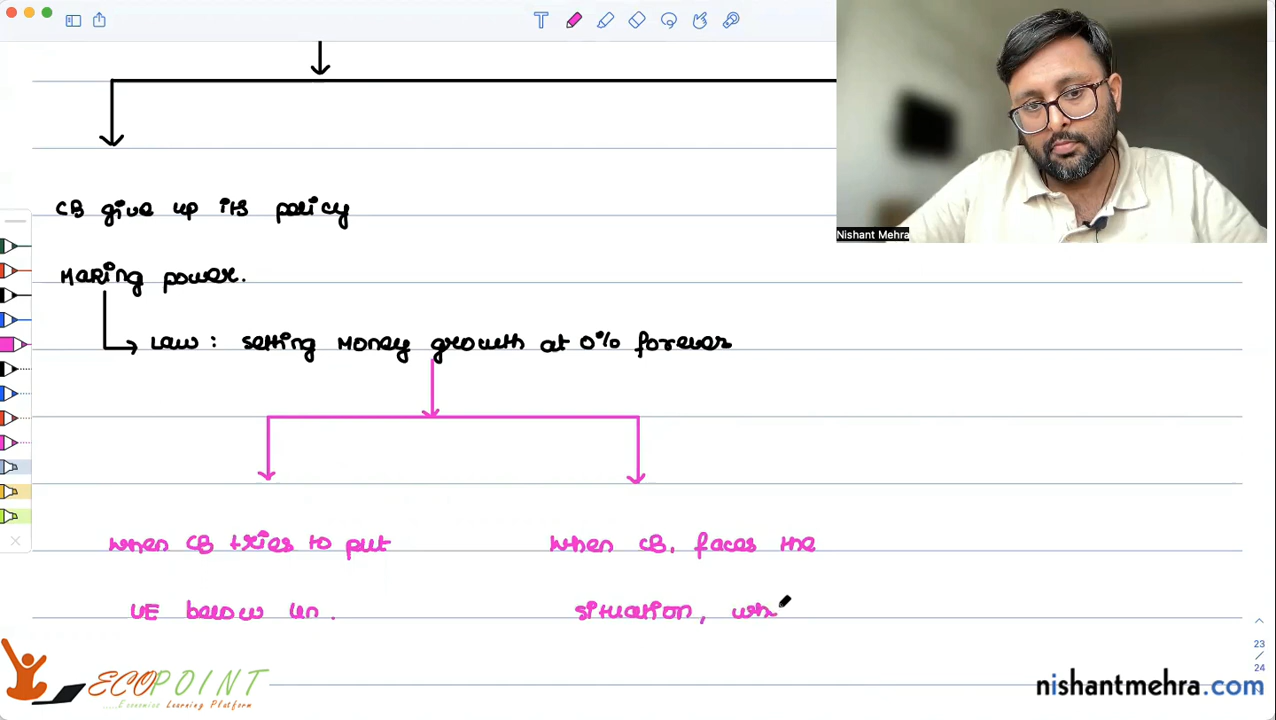 Nishant Mehra
CB give up its policy
Making power.
Law : setting Money growth at 0% forever
When CB tries to put
UE below Un .
When CB, faces the
situation, whe
ECOPOINT
.....Economics Learning Platform
23
/
24
nishantmehra.com